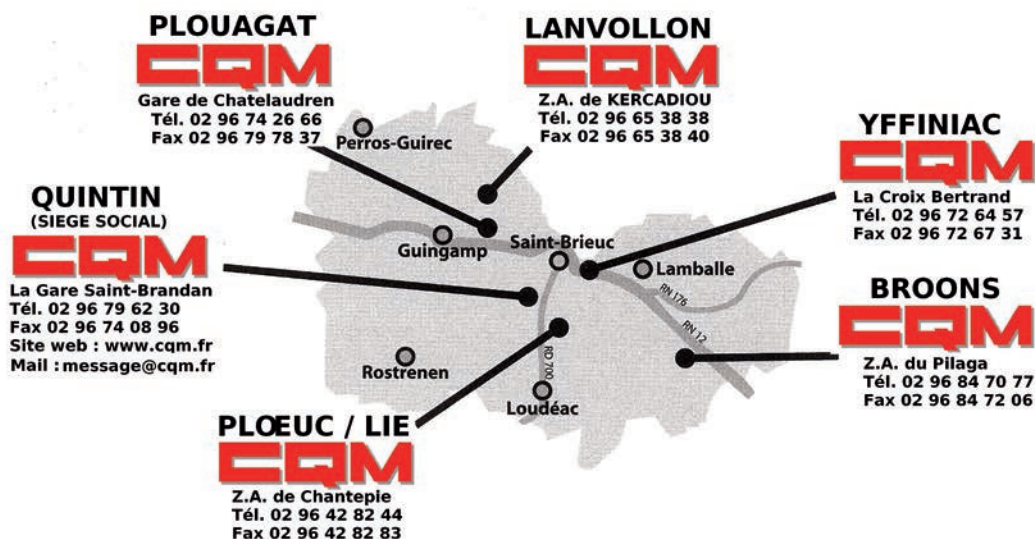 PLOUAGAT
CQM
Gare de Chatelaudren
Tél. 02 96 74 26 66
Fax 02 96 79 78 37
LANVOLLON
CQM
Z.A. de KERCADIOU
Tél. 02 96 65 38 38
Fax 02 96 65 38 40
YFFINIAC
CQM
La Croix Bertrand
Tél. 02 96 72 64 57
Fax 02 96 72 67 31
QUINTIN
(SIEGE SOCIAL)
CQM
La Gare Saint-Brandan
Tél. 02 96 79 62 30
Fax 02 96 74 08 96
Site web : www.cqm.fr
Mail : message@cqm.fr
BROONS
CQM
Z.A. du Pilaga
Tél. 02 96 84 70 77
Fax 02 96 84 72 06
PLŒUC / LIE
CQM
Z.A. de Chantepie
Tél. 02 96 42 82 44
Fax 02 96 42 82 83
Perros-Guirec
Guingamp
Saint-Brieuc
Lamballe
RN 176
RN 12
RD 700
Rostrenen
Loudéac